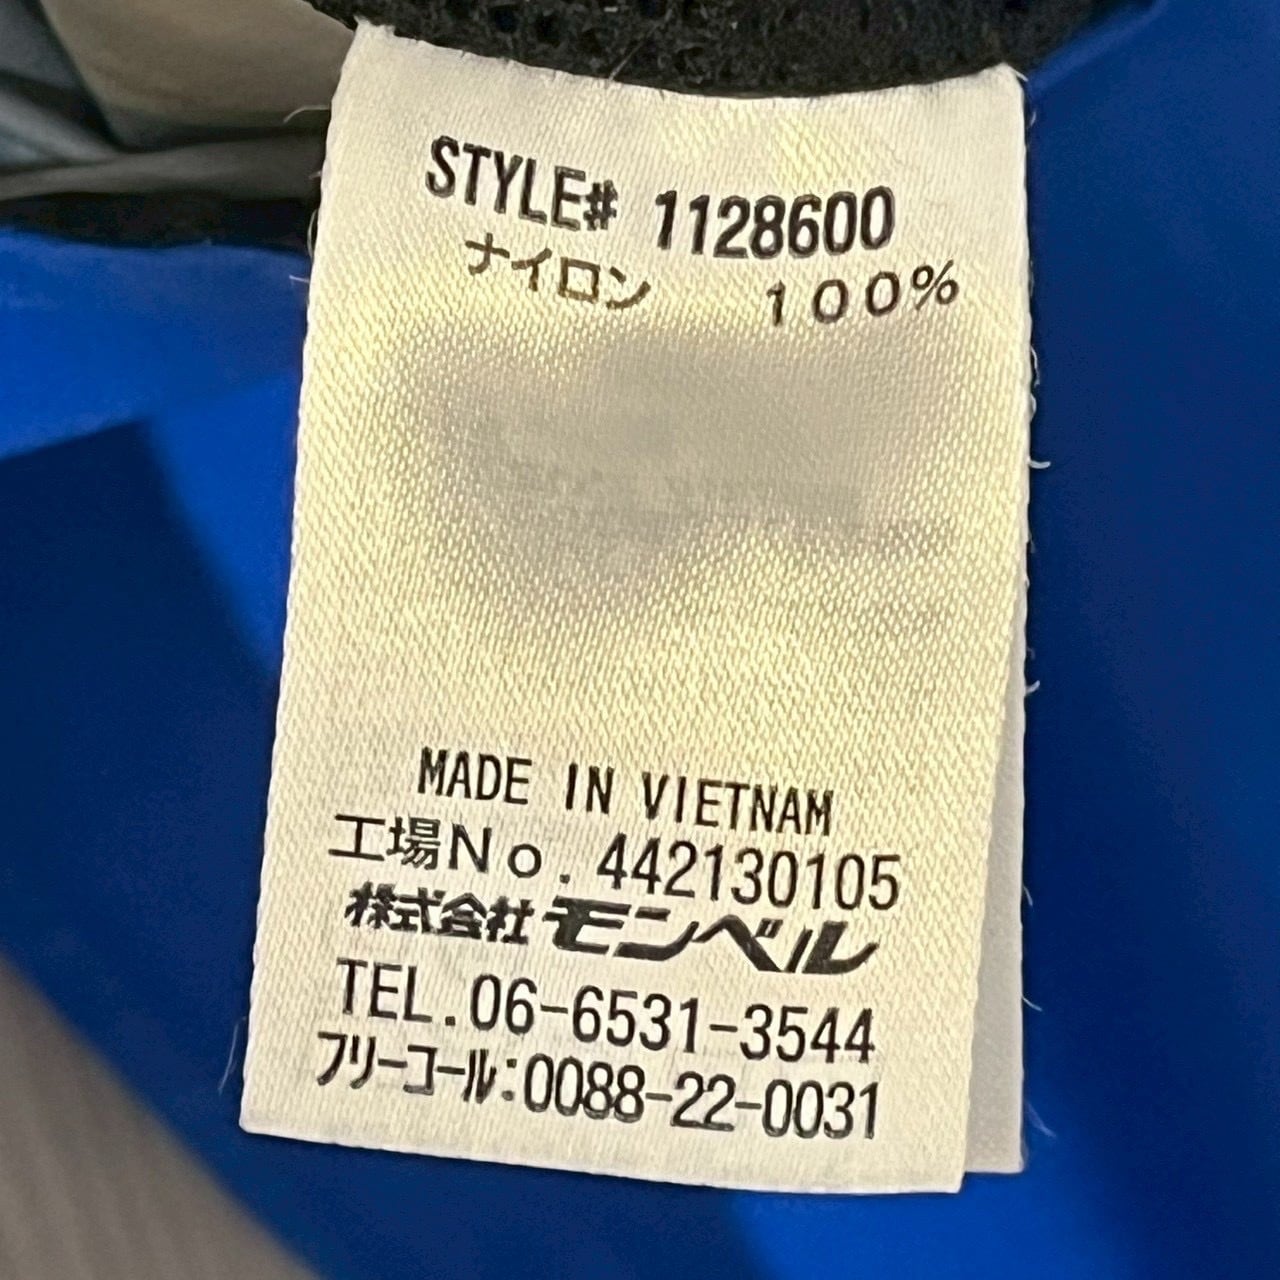 STYLE# 1128600
ナイロン 100%
MADE IN VIETNAM
工場No. 442130105
株式会社モンベル
TEL.06-6531-3544
フリーコール:0088-22-0031